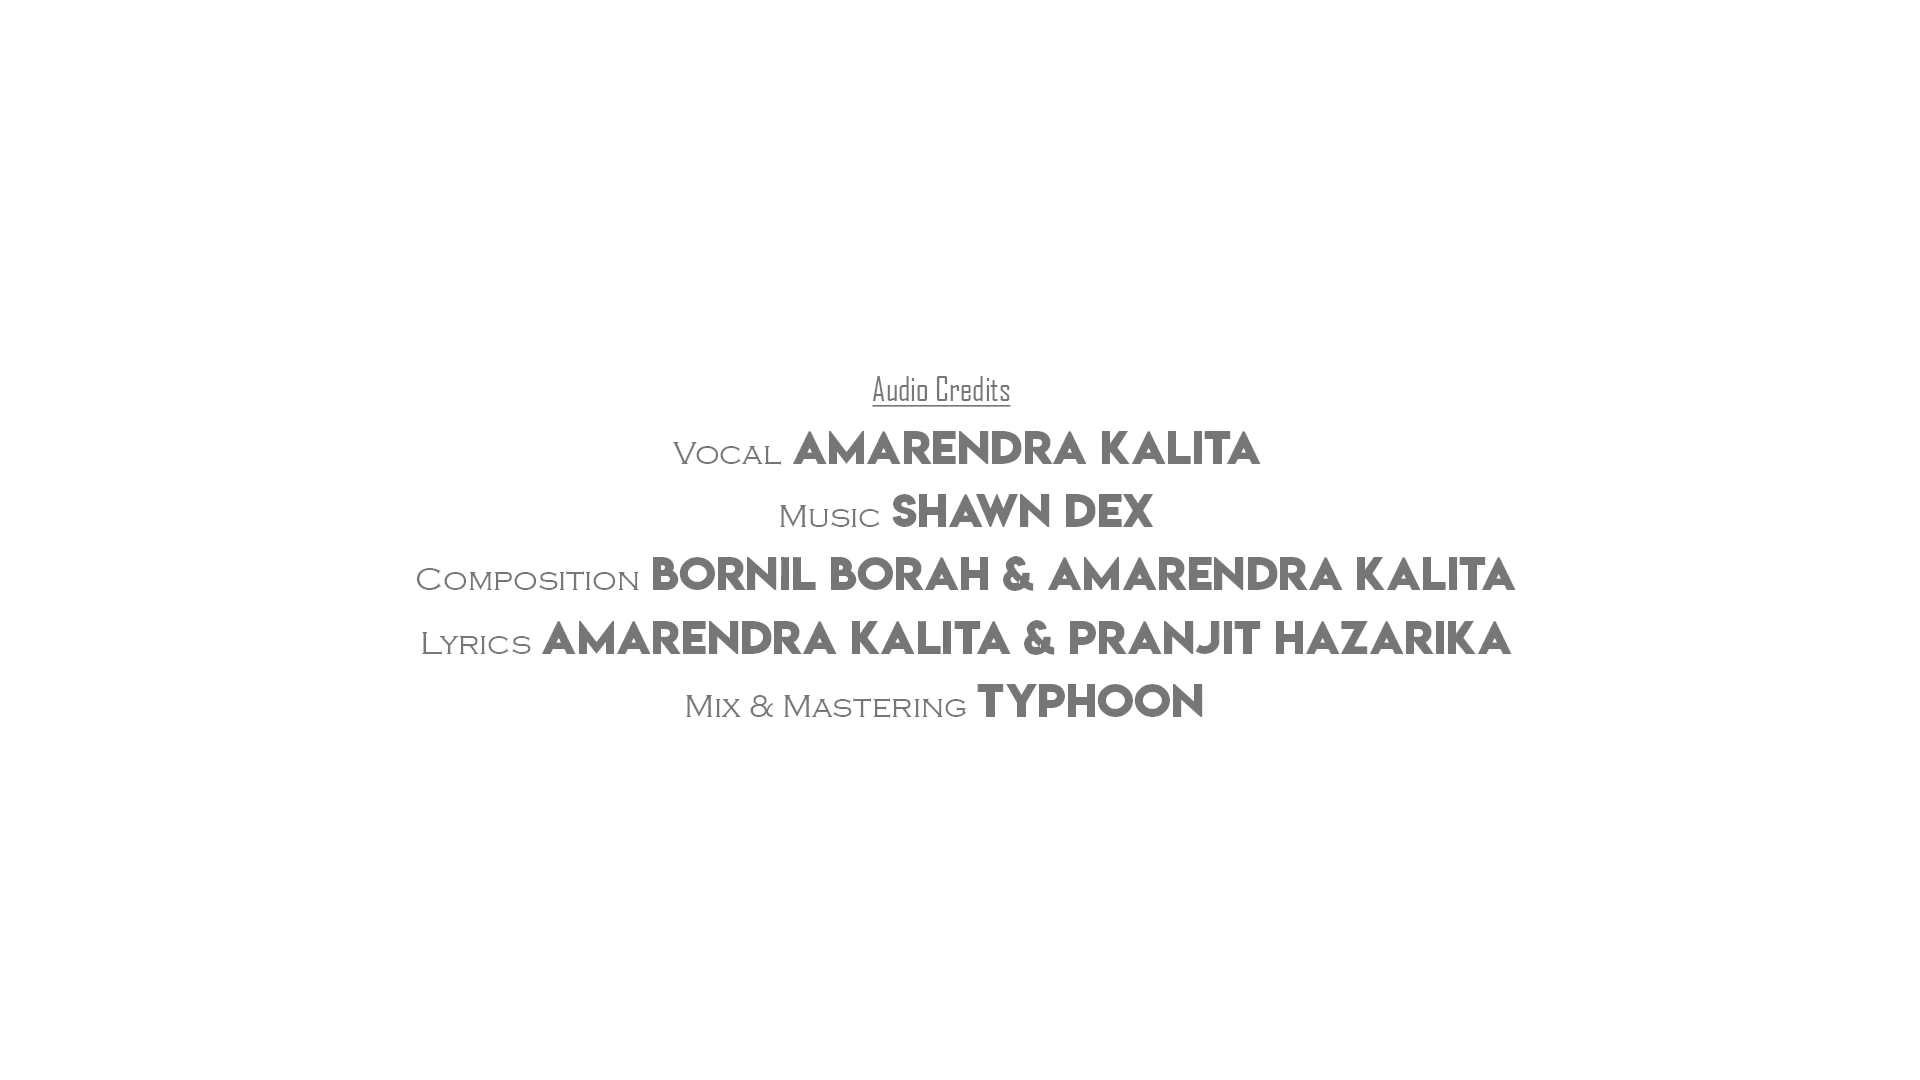 Audio Credits
Vocal AMARENDRA KALITA
Music SHAWN DEX
Composition BORNIL BORAH & AMARENDRA KALITA
Lyrics AMARENDRA KALITA & PRANJIT HAZARIKA
Mix & Mastering TYPHOON